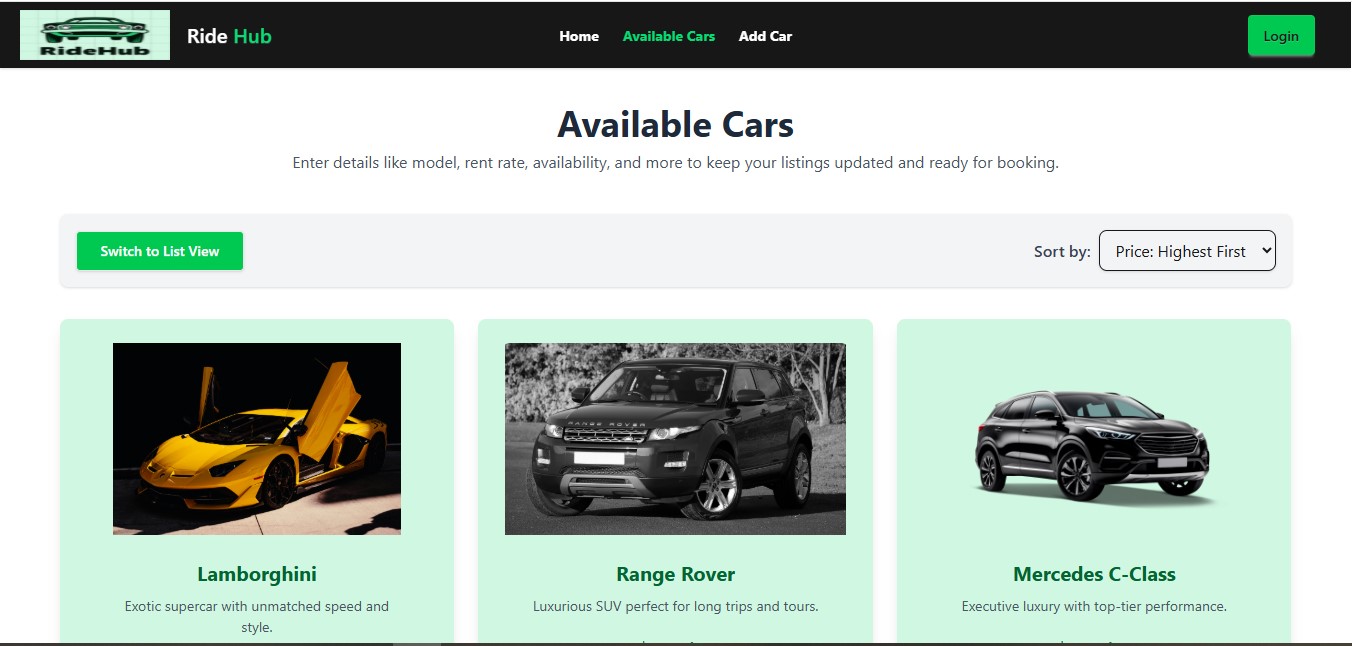 RideHub
Ride Hub
Home
Available Cars
Add Car
Login
Available Cars
Enter details like model, rent rate, availability, and more to keep your listings updated and ready for booking.
Switch to List View
Sort by:
Price: Highest First
RANGE ROVER
Lamborghini
Range Rover
Mercedes C-Class
Exotic supercar with unmatched speed and
style.
Luxurious SUV perfect for long trips and tours.
Executive luxury with top-tier performance.